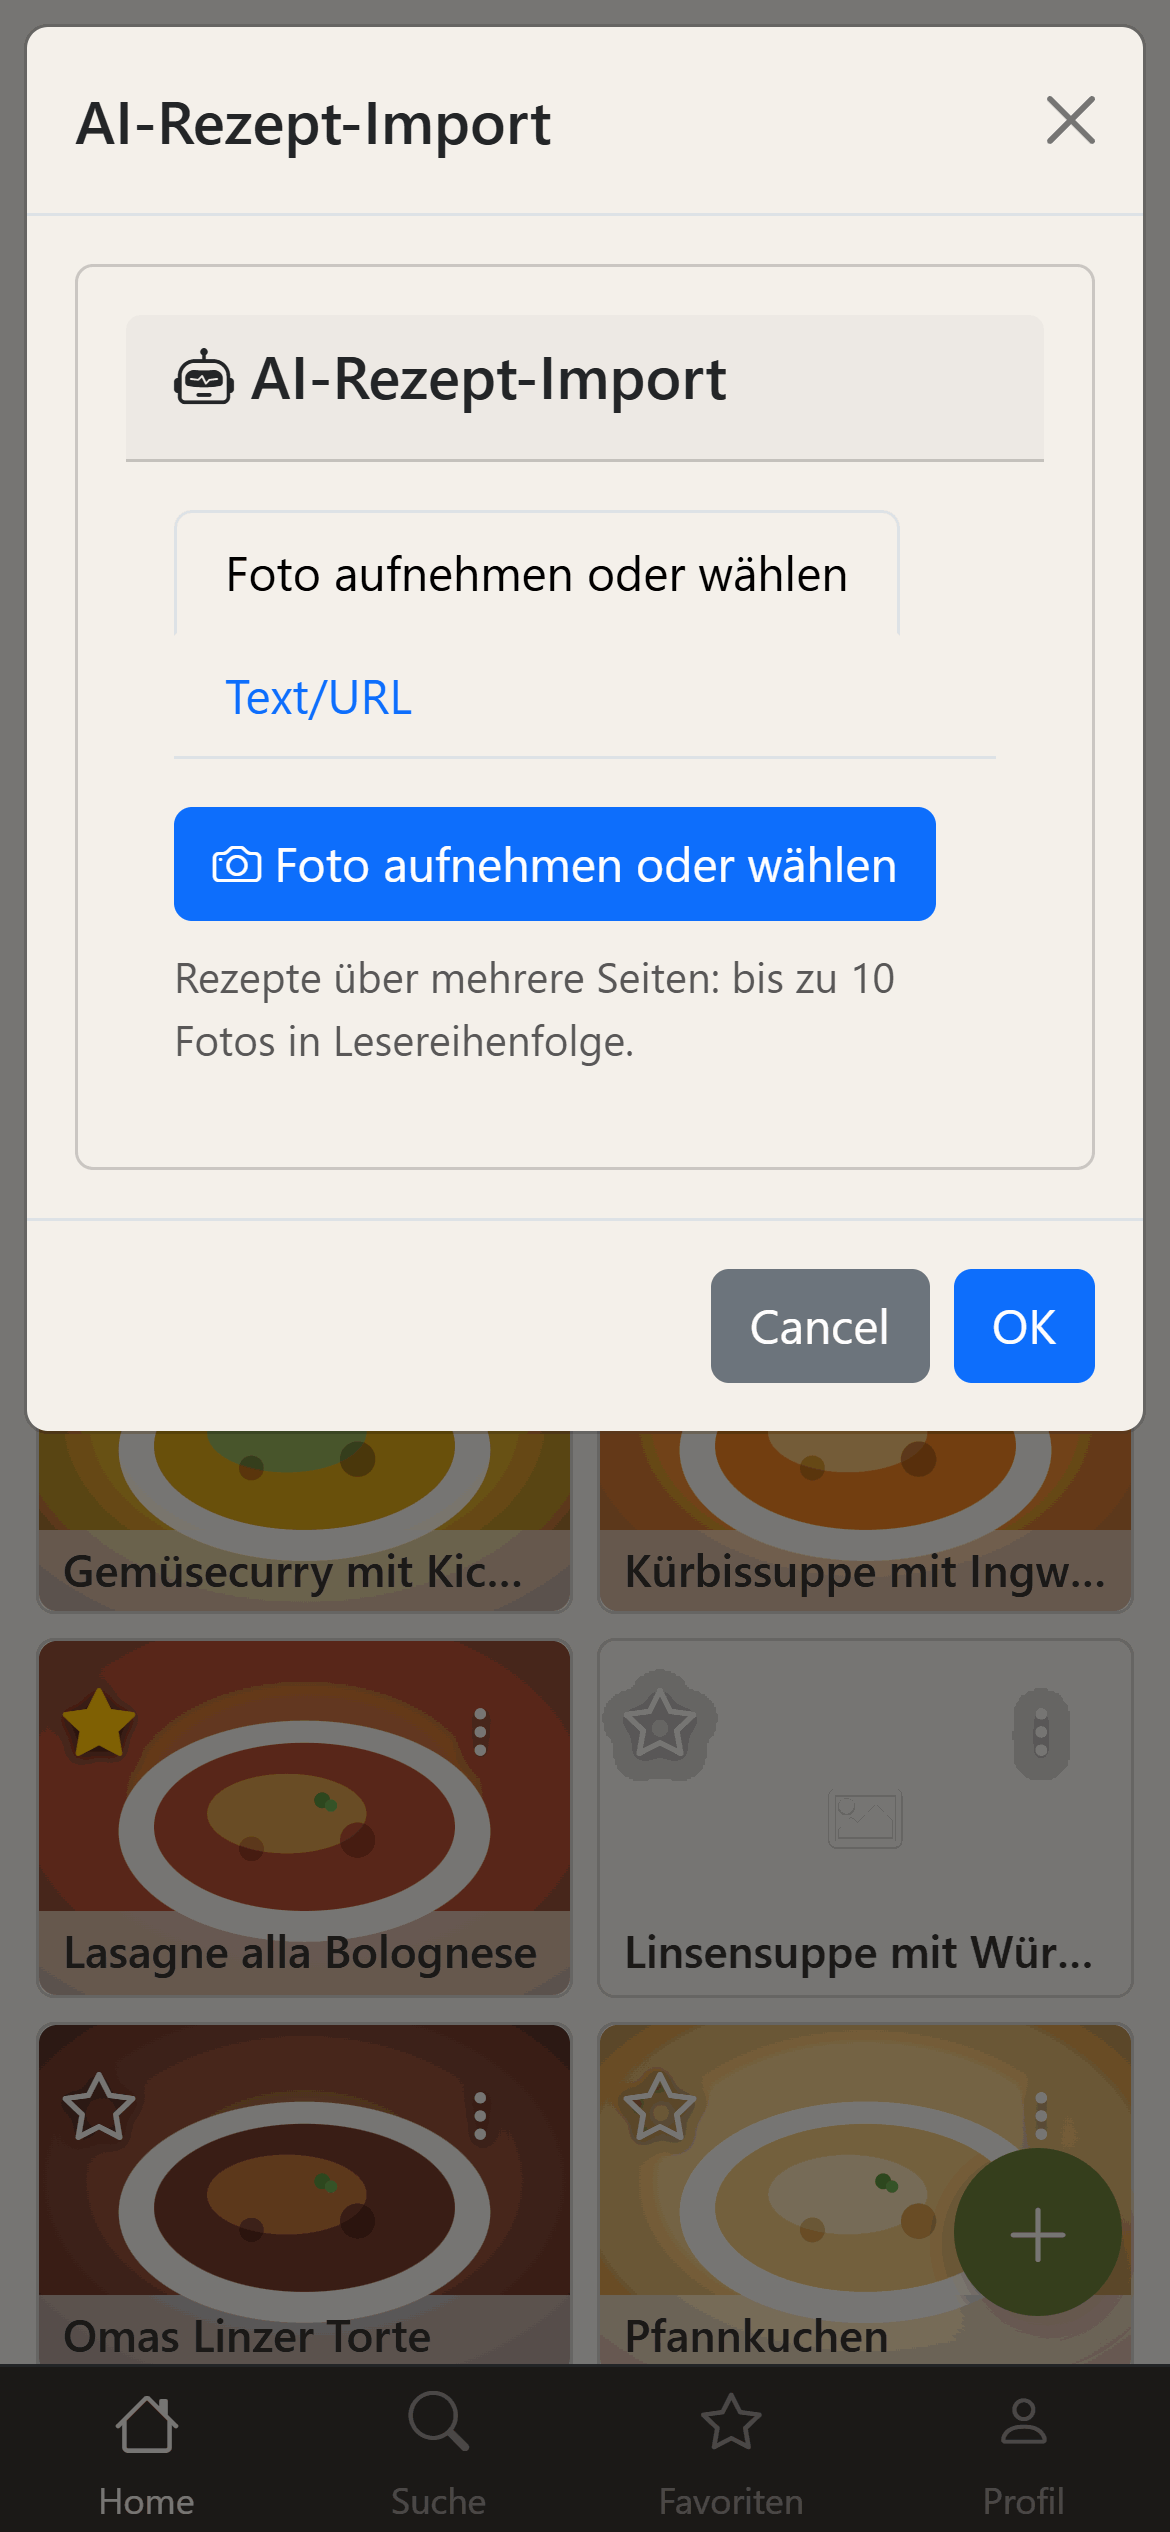 AI-Rezept-Import
AI-Rezept-Import
Foto aufnehmen oder wählen
Text/URL
Foto aufnehmen oder wählen
Rezepte über mehrere Seiten: bis zu 10
Fotos in Lesereihenfolge.
Cancel
OK
Gemüsecurry mit Kic...
Kürbissuppe mit Ingw...
Lasagne alla Bolognese
Linsensuppe mit Wür...
Omas Linzer Torte
Pfannkuchen
Home
Suche
Favoriten
Profil